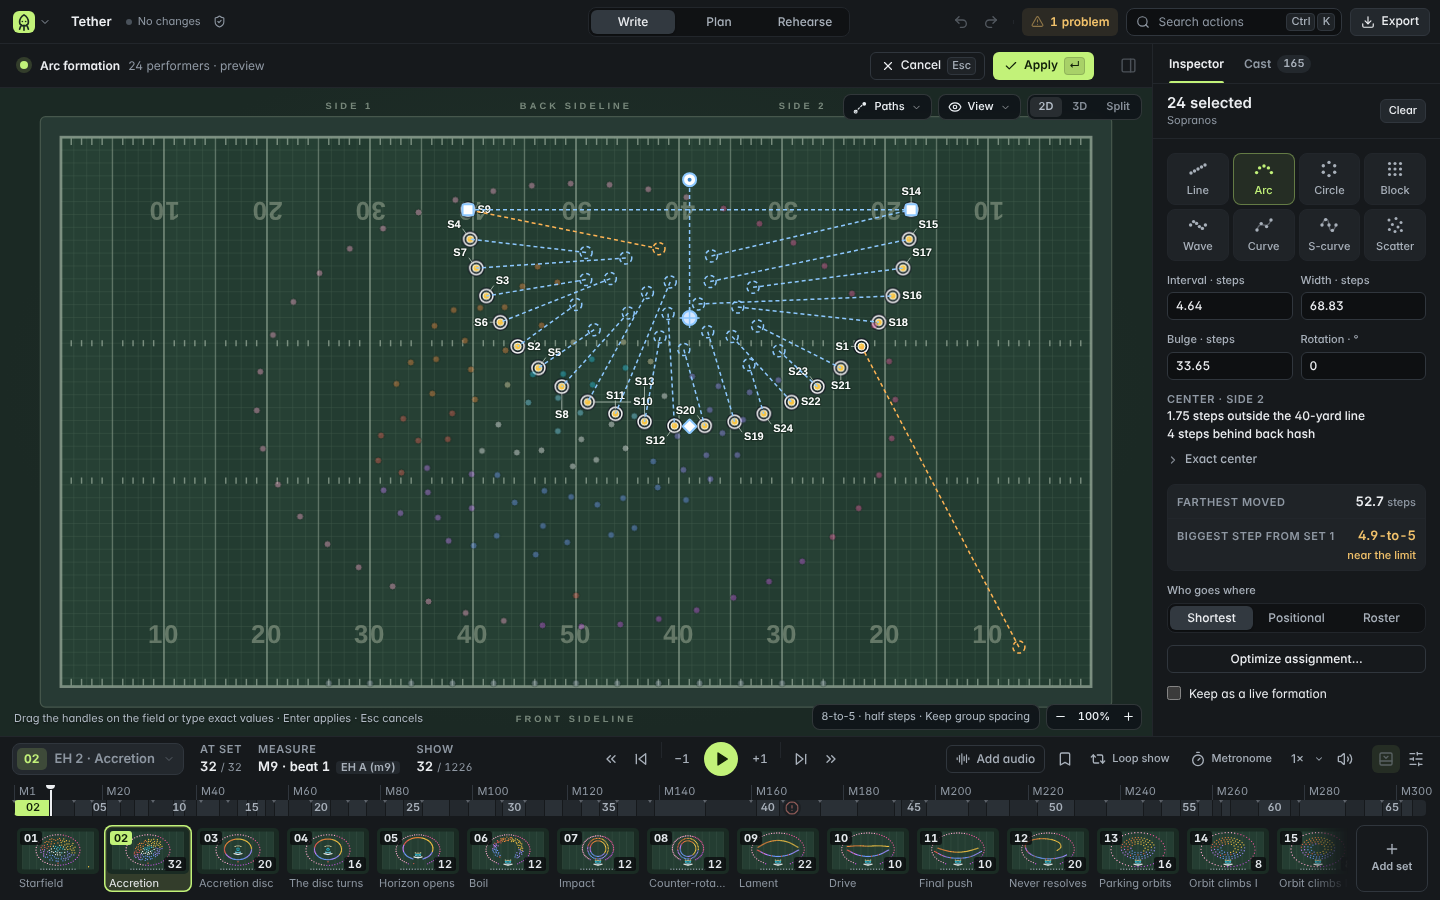 Tether
No changes
Write
Plan
Rehearse
1 problem
Search actions
Ctrl
K
Export
Arc formation 24 performers · preview
Cancel Esc
Apply
Inspector
Cast 165
SIDE 1
BACK SIDELINE
SIDE 2
Paths
View
2D
3D
Split
24 selected
Sopranos
Clear
Line
Arc
Circle
Block
Wave
Curve
S-curve
Scatter
Interval · steps
Width · steps
4.64
68.83
Bulge · steps
Rotation · °
33.65
0
CENTER · SIDE 2
1.75 steps outside the 40-yard line
4 steps behind back hash
Exact center
FARTHEST MOVED 52.7 steps
BIGGEST STEP FROM SET 1 4.9-to-5
near the limit
Who goes where
Shortest
Positional
Roster
Optimize assignment...
Keep as a live formation
10
20
30
40
50
40
30
20
10
S14
S9
S4
S15
S7
S17
S3
S16
S6
S18
S2
S1
S5
S23
S13
S21
S11
S10
S22
S8
S20
S12
S19
S24
10
20
30
40
50
40
30
20
10
Drag the handles on the field or type exact values · Enter applies · Esc cancels
FRONT SIDELINE
8-to-5 · half steps · Keep group spacing
100%
02 EH 2 · Accretion
AT SET
32 / 32
MEASURE
M9 · beat 1 EH A (m9)
SHOW
32 / 1226
−1
+1
Add audio
Loop show
Metronome
1×
M1 M20 M40 M60 M80 M100 M120 M140 M160 M180 M200 M220 M240 M260 M280 M300
02 05 10 15 20 25 30 35 40 45 50 55 60 65
01
Starfield
02
32
Accretion
03
20
Accretion disc
04
16
The disc turns
05
12
Horizon opens
06
12
Boil
07
12
Impact
08
12
Counter-rota...
09
22
Lament
10
10
Drive
11
10
Final push
12
20
Never resolves
13
16
Parking orbits
14
8
Orbit climbs I
15
Orbit climbs
Add set